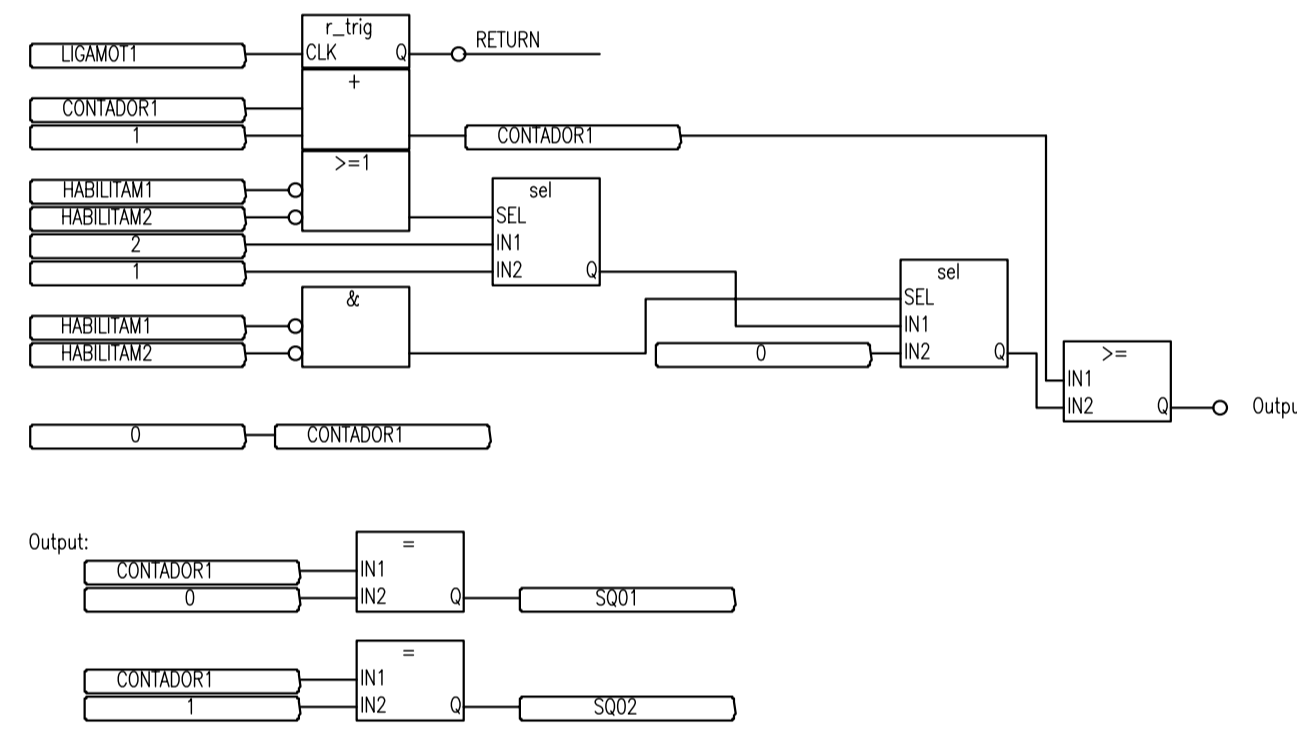 r_trig
LIGAMOT1 CLK Q RETURN
+
CONTADOR1
1 CONTADOR1
>=1
HABILITAM1 sel
HABILITAM2 SEL
2 IN1
1 IN2 Q sel
& SEL
HABILITAM1 IN1
HABILITAM2 0 IN2 Q >=
IN1
IN2 Q Outpu
0 CONTADOR1
Output: =
CONTADOR1 IN1
0 IN2 Q SQ01
=
CONTADOR1 IN1
1 IN2 Q SQ02